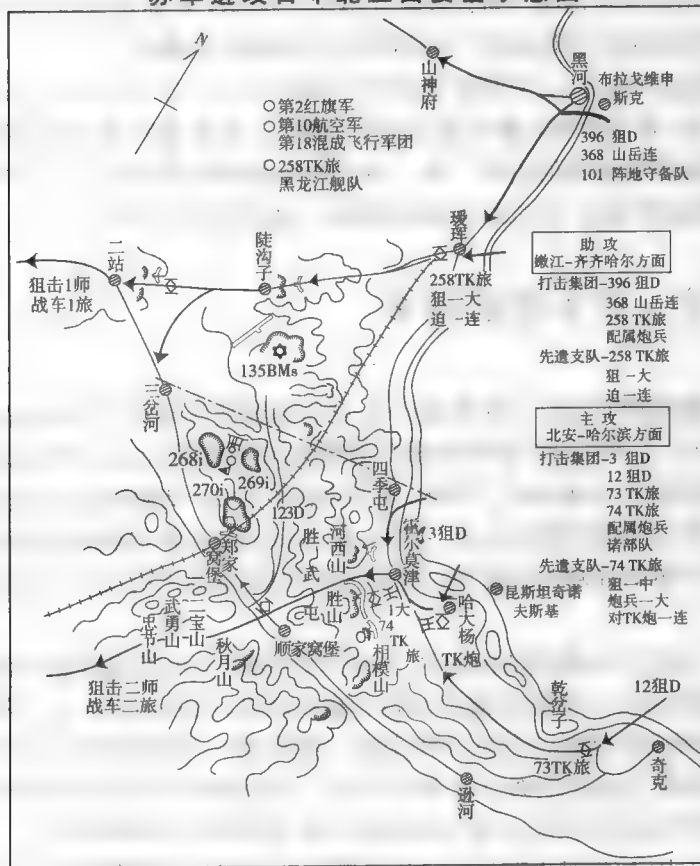 N
山神府
黑河
布拉戈维申
斯克
第2红旗军
第10航空军
第18混成飞行军团
258TK旅
黑龙江舰队
396 狙D
368 山岳连
101 阵地守备队
瑷珲
二站
陡沟子
狙击1师
战车1旅
258TK旅
狙一大
迫一连
助攻
嫩江-齐齐哈尔方面
打击集团-396 狙D
368 山岳连
258 TK旅
配属炮兵
先遣支队-258 TK旅
狙一大
迫一连
135BMs
三岔河
主攻
北安-哈尔滨方面
打击集团-3 狙D
12 狙D
73 TK旅
74 TK旅
配属炮兵
诸部队
先遣支队-74 TK旅
狙一中
炮兵一大
对TK炮一连
268i
269i
270i
123D
四季屯
霍尔莫津
3狙D
郑家窝堡
胜武屯
河西(山)
胜山
1大
74
TK
旅
哈大杨
TK炮
昆斯坦奇诺
夫斯基
忠节山
武勇山
二宝山
秋月山
顺家窝堡
相模山
狙击二师
战车二旅
乾岔子
12狙D
73TK旅
奇克
逊河